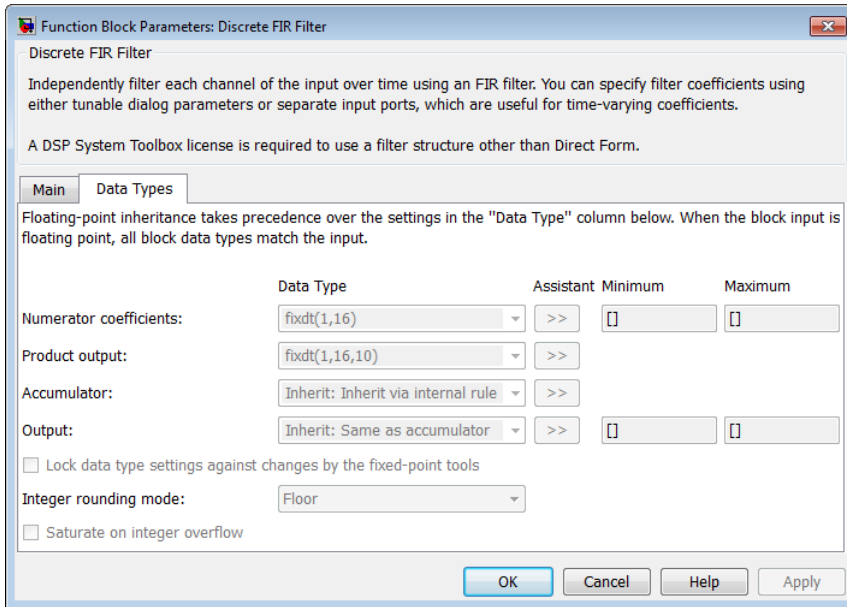 Function Block Parameters: Discrete FIR Filter
Discrete FIR Filter
Independently filter each channel of the input over time using an FIR filter. You can specify filter coefficients using
either tunable dialog parameters or separate input ports, which are useful for time-varying coefficients.
A DSP System Toolbox license is required to use a filter structure other than Direct Form.
Main Data Types
Floating-point inheritance takes precedence over the settings in the "Data Type" column below. When the block input is
floating point, all block data types match the input.
Data Type Assistant Minimum Maximum
Numerator coefficients: fixdt(1,16) >> [] []
Product output: fixdt(1,16,10) >>
Accumulator: Inherit: Inherit via internal rule >>
Output: Inherit: Same as accumulator >> [] []
Lock data type settings against changes by the fixed-point tools
Integer rounding mode: Floor
Saturate on integer overflow
OK Cancel Help Apply